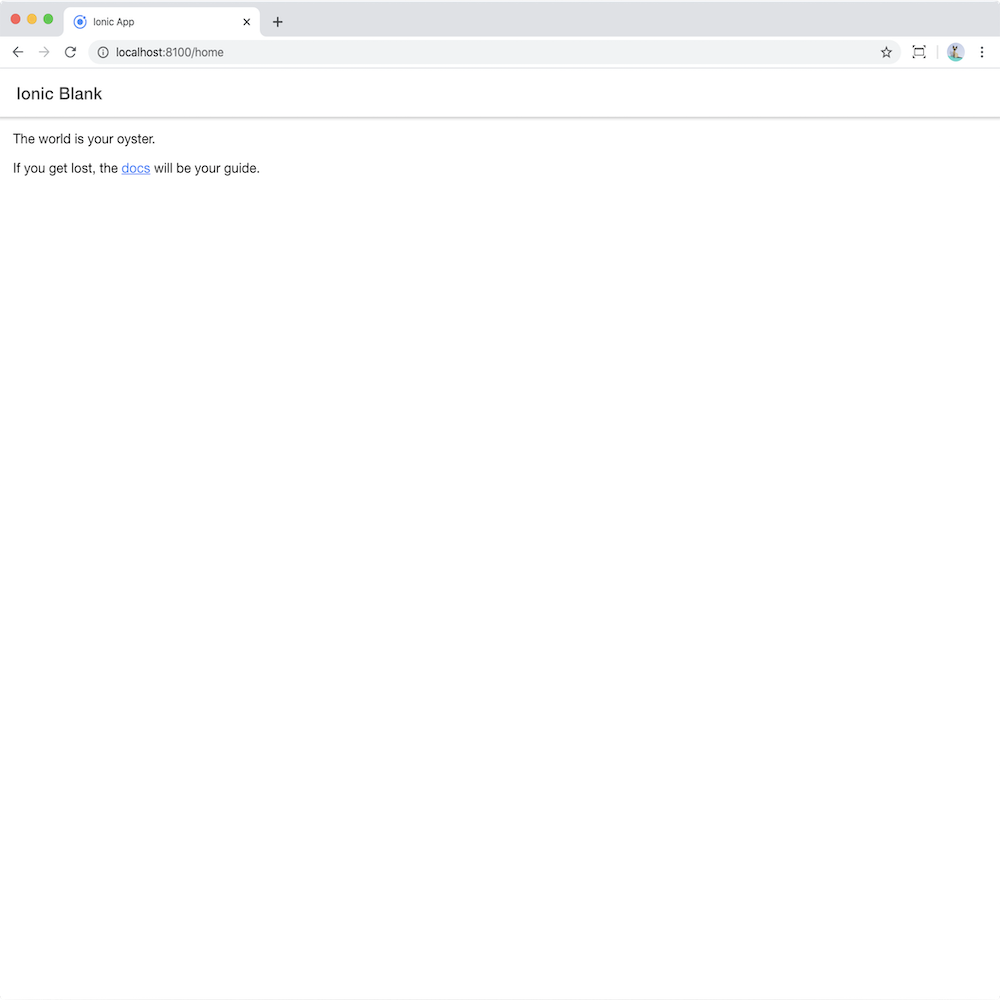 Ionic App
localhost:8100/home
Ionic Blank
The world is your oyster.
If you get lost, the docs will be your guide.